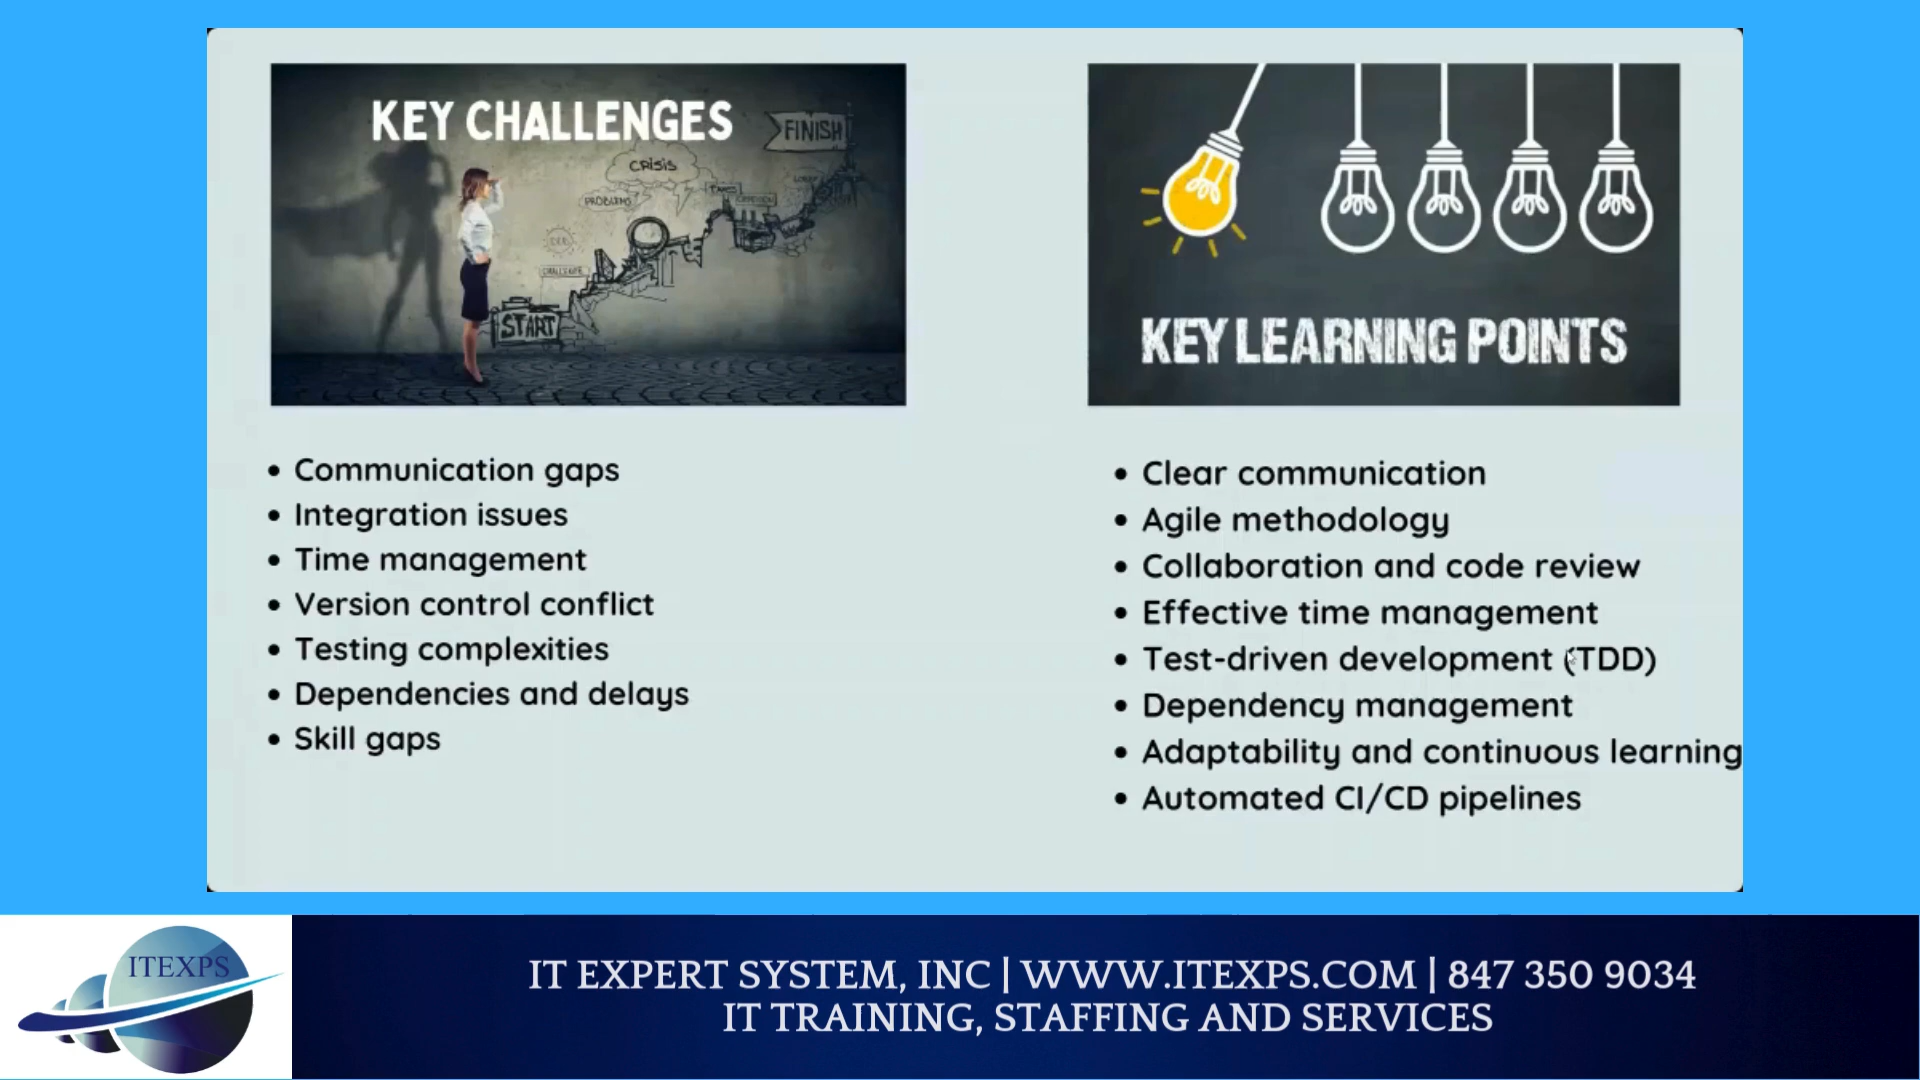 KEY CHALLENGES
FINISH
CRISIS
PROBLEMS
CHALLENGE
START
• Communication gaps
• Integration issues
• Time management
• Version control conflict
• Testing complexities
• Dependencies and delays
• Skill gaps
KEY LEARNING POINTS
• Clear communication
• Agile methodology
• Collaboration and code review
• Effective time management
• Test-driven development (TDD)
• Dependency management
• Adaptability and continuous learning
• Automated CI/CD pipelines
ITEXPS
IT EXPERT SYSTEM, INC | WWW.ITEXPS.COM | 847 350 9034
IT TRAINING, STAFFING AND SERVICES